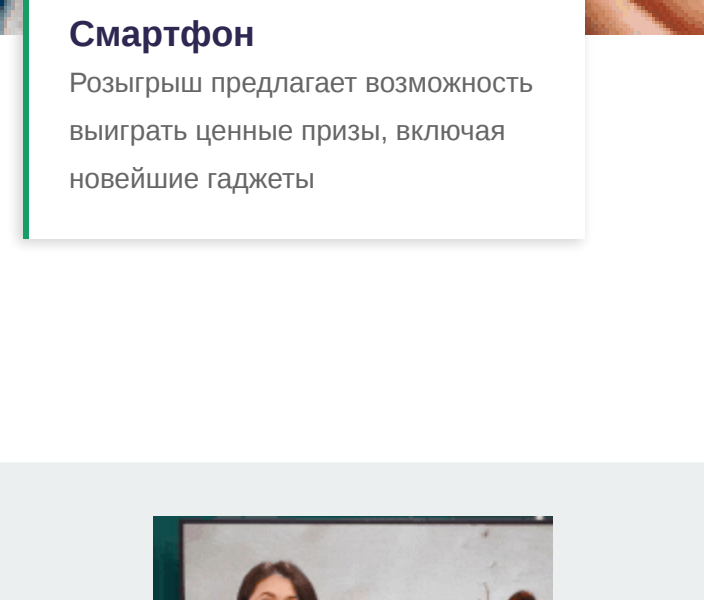 Смартфон
Розыгрыш предлагает возможность
выиграть ценные призы, включая
новейшие гаджеты